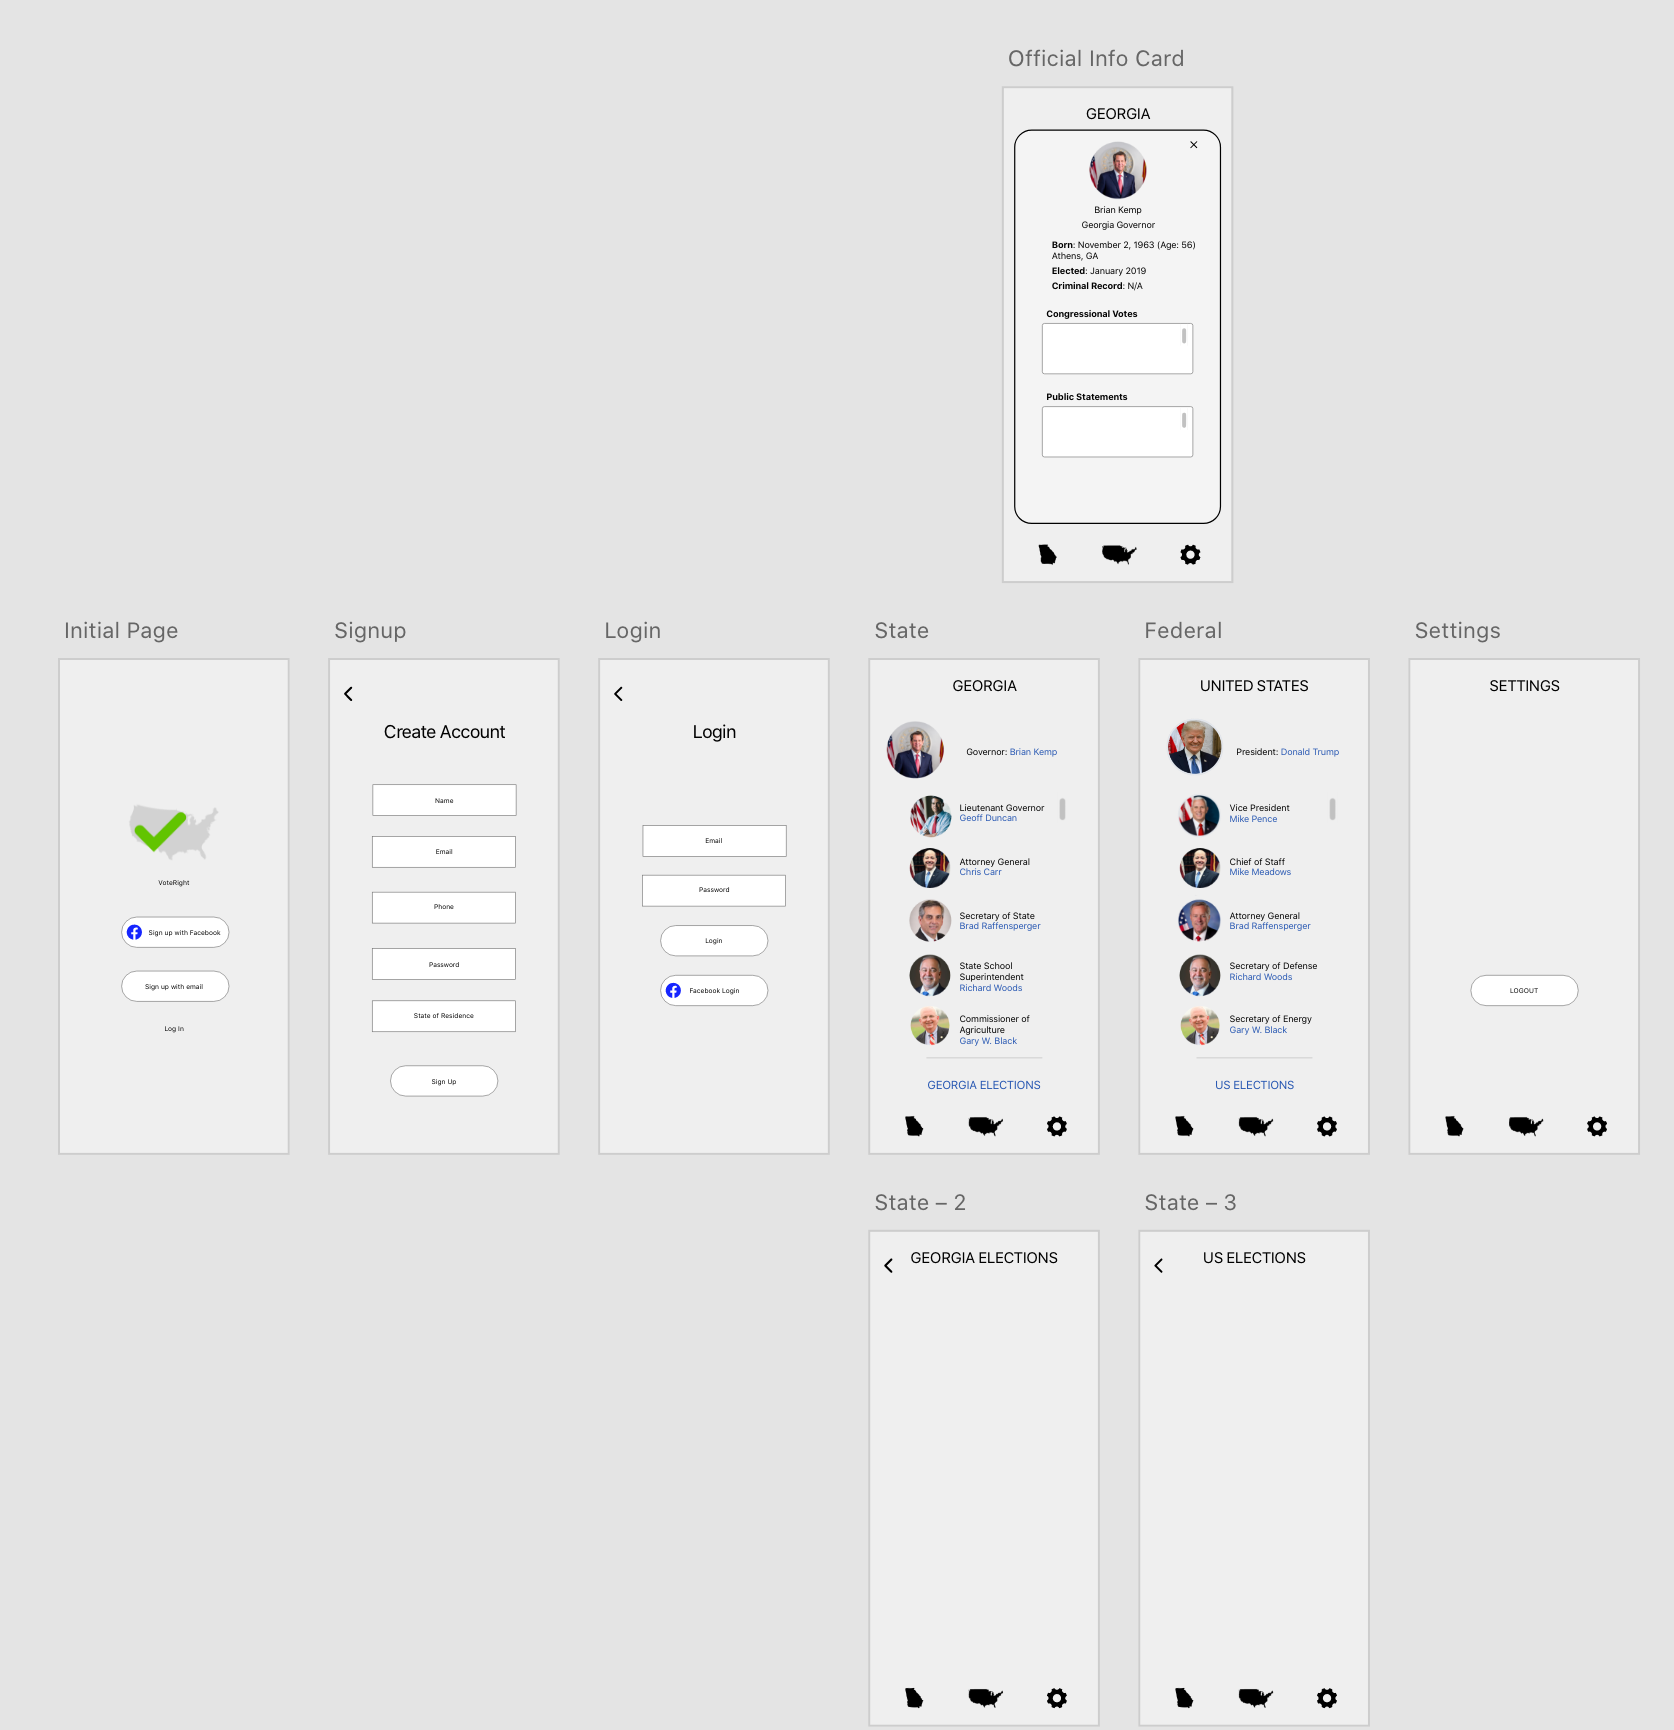 Official Info Card
GEORGIA
×
Brian Kemp
Georgia Governor
Born: November 2, 1963 (Age: 56)
Athens, GA
Elected: January 2019
Criminal Record: N/A
Congressional Votes
Public Statements
Initial Page
VoteRight
Sign up with Facebook
Sign up with email
Log In
Signup
Create Account
Name
Email
Phone
Password
State of Residence
Sign Up
Login
Login
Email
Password
Login
Facebook Login
State
GEORGIA
Governor: Brian Kemp
Lieutenant Governor
Geoff Duncan
Attorney General
Chris Carr
Secretary of State
Brad Raffensperger
State School
Superintendent
Richard Woods
Commissioner of
Agriculture
Gary W. Black
GEORGIA ELECTIONS
Federal
UNITED STATES
President: Donald Trump
Vice President
Mike Pence
Chief of Staff
Mike Meadows
Attorney General
Brad Raffensperger
Secretary of Defense
Richard Woods
Secretary of Energy
Gary W. Black
US ELECTIONS
Settings
SETTINGS
LOGOUT
State – 2
GEORGIA ELECTIONS
State – 3
US ELECTIONS